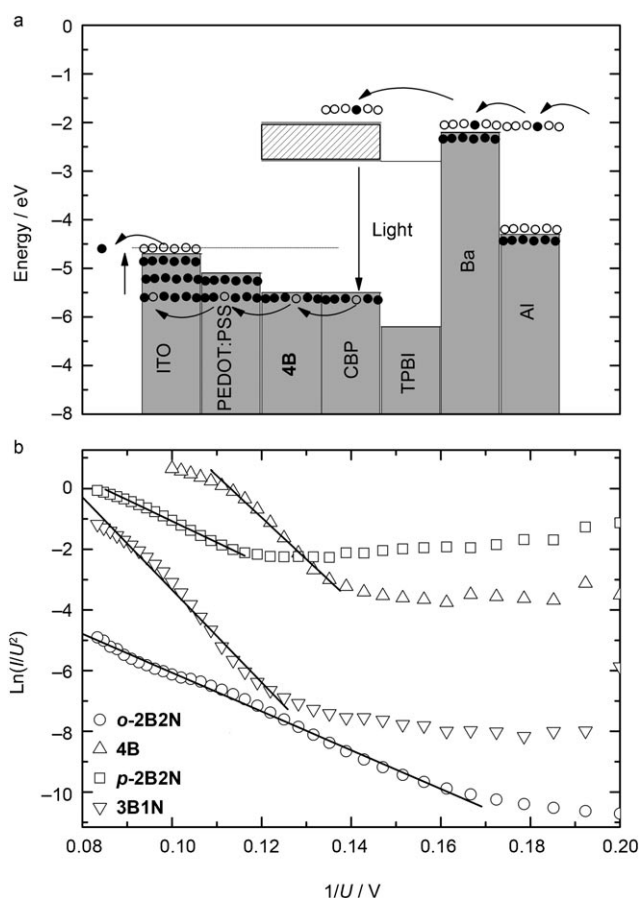 a
0
−1
−2
−3
−4
−5
−6
−7
−8
Energy / eV
Light
ITO
PEDOT:PSS
4B
CBP
TPBI
Ba
Al
b
0
−2
−4
−6
−8
−10
Ln(I/U²)
o-2B2N
4B
p-2B2N
3B1N
0.08
0.10
0.12
0.14
0.16
0.18
0.20
1/U / V